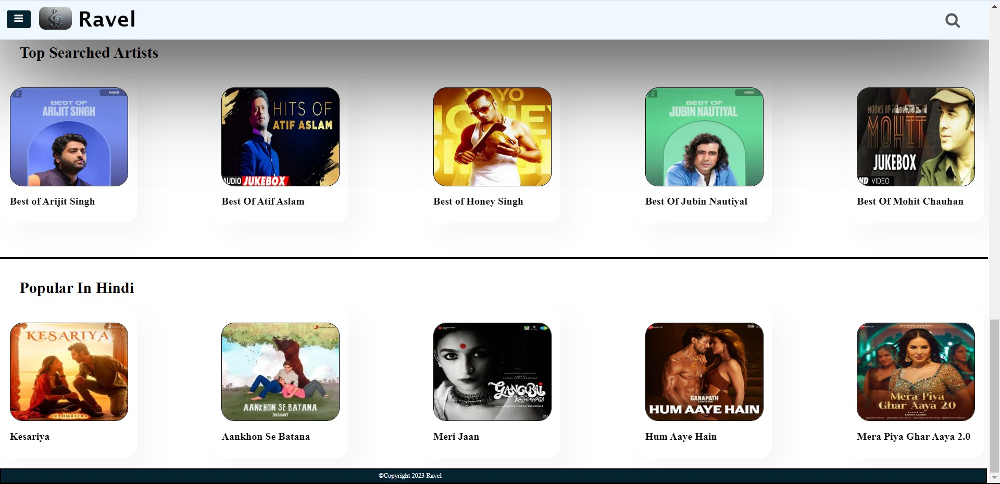 Ravel
Top Searched Artists
HINDI
BEST OF
ARIJIT SINGH
HITS OF
ATIF ASLAM
AUDIO JUKEBOX
YO YO
HONEY
SINGH
HINDI
BEST OF
JUBIN NAUTIYAL
MOODS OF
MOHIT
JUKEBOX
HD VIDEO
Best of Arijit Singh
Best Of Atif Aslam
Best of Honey Singh
Best Of Jubin Nautiyal
Best Of Mohit Chauhan
Popular In Hindi
KESARIYA
BRAHMASTRA
AANKHON SE BATANA
DIKSHANT
GANGUBAI
KATHIAWADI
GANAPATH
HUM AAYE HAIN
Mera Piya
Ghar Aaya 2.0
SUNNY LEONE
Kesariya
Aankhon Se Batana
Meri Jaan
Hum Aaye Hain
Mera Piya Ghar Aaya 2.0
©Copyright 2023 Ravel